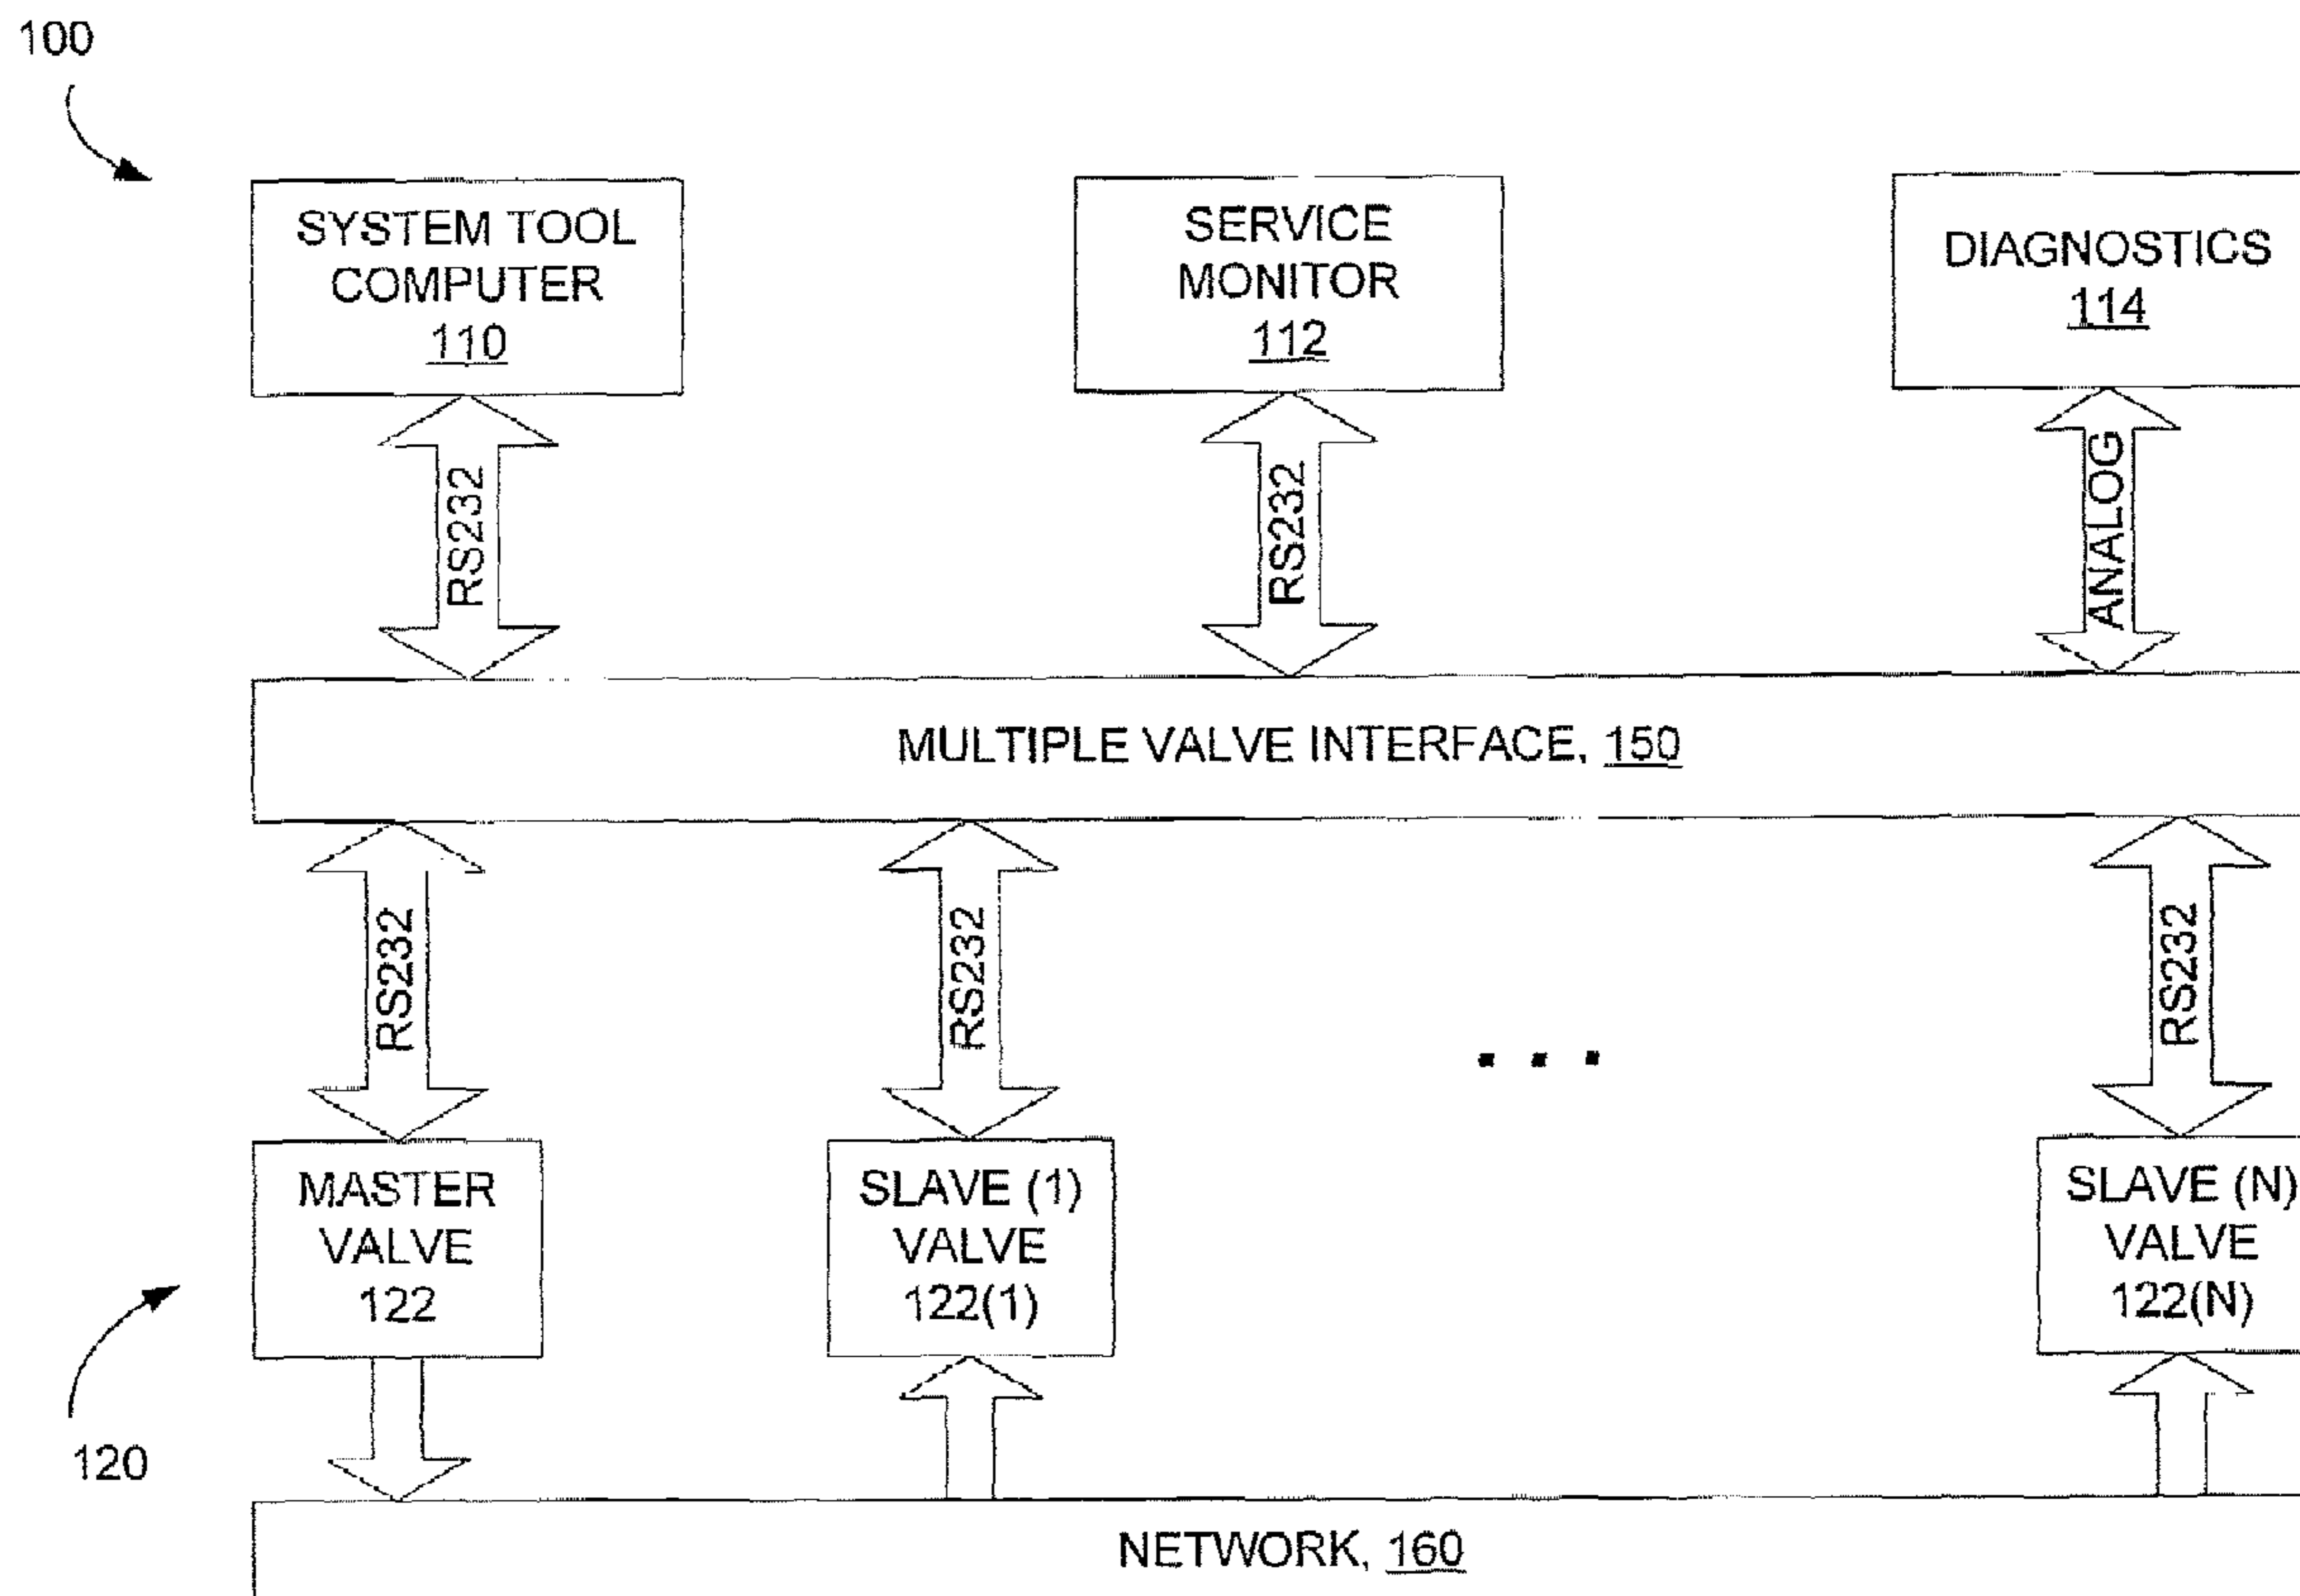 100
SYSTEM TOOL
COMPUTER
110
SERVICE
MONITOR
112
DIAGNOSTICS
114
RS232
RS232
ANALOG
MULTIPLE VALVE INTERFACE, 150
RS232
RS232
RS232
. . .
MASTER
VALVE
122
SLAVE (1)
VALVE
122(1)
SLAVE (N)
VALVE
122(N)
120
NETWORK, 160